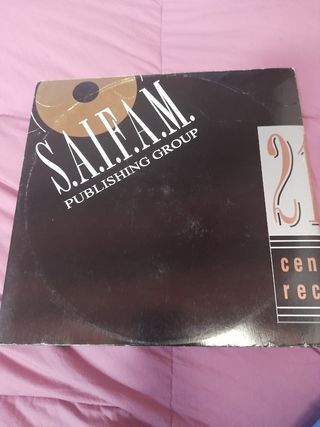 S.A.I.F.A.M.
PUBLISHING GROUP
21
cen
rec